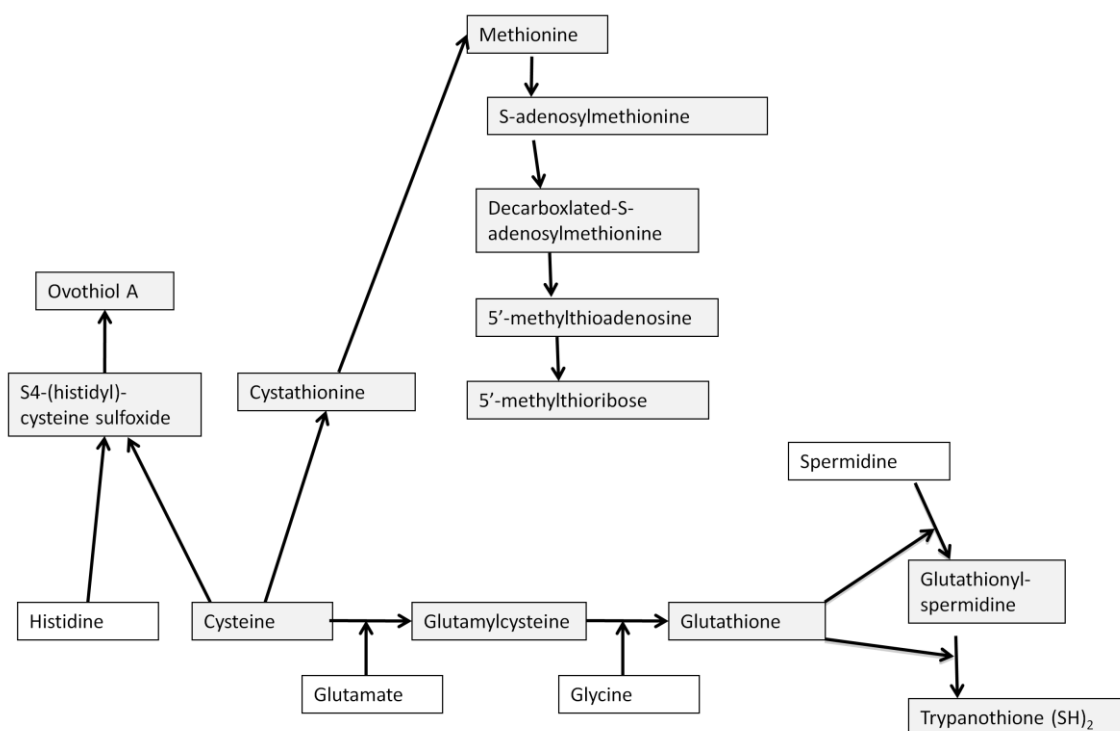 Methionine
S-adenosylmethionine
Decarboxlated-S-
adenosylmethionine
Ovothiol A
5’-methylthioadenosine
S4-(histidyl)-
cysteine sulfoxide
Cystathionine
5’-methylthioribose
Spermidine
Glutathionyl-
spermidine
Histidine
Cysteine
Glutamylcysteine
Glutathione
Glutamate
Glycine
Trypanothione (SH)₂